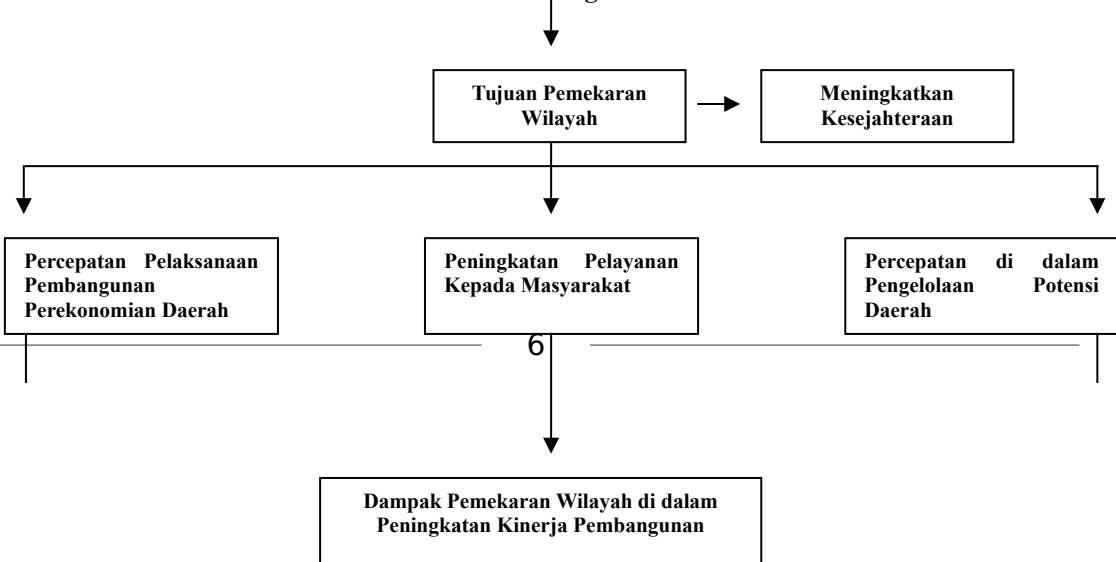 Tujuan Pemekaran
Wilayah
Meningkatkan
Kesejahteraan
Percepatan Pelaksanaan
Pembangunan
Perekonomian Daerah
Peningkatan Pelayanan
Kepada Masyarakat
Percepatan di dalam
Pengelolaan Potensi
Daerah
6
Dampak Pemekaran Wilayah di dalam
Peningkatan Kinerja Pembangunan